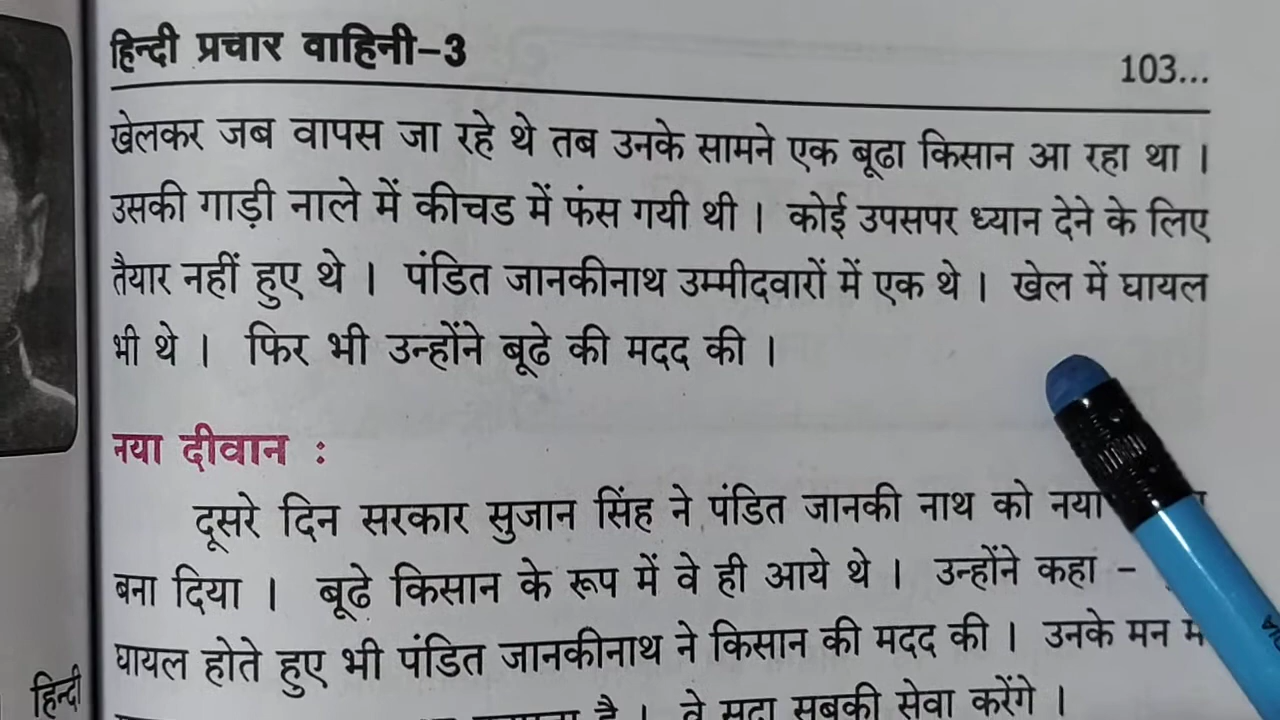 हिन्दी प्रचार वाहिनी-3
103...
खेलकर जब वापस जा रहे थे तब उनके सामने एक बूढा किसान आ रहा था ।
उसकी गाड़ी नाले में कीचड में फंस गयी थी । कोई उपसपर ध्यान देने के लिए
तैयार नहीं हुए थे । पंडित जानकीनाथ उम्मीदवारों में एक थे । खेल में घायल
भी थे । फिर भी उन्होंने बूढे की मदद की ।
नया दीवान :
दूसरे दिन सरकार सुजान सिंह ने पंडित जानकी नाथ को नया
बना दिया । बूढे किसान के रूप में वे ही आये थे । उन्होंने कहा -
घायल होते हुए भी पंडित जानकीनाथ ने किसान की मदद की । उनके मन में
है । वे सदा सबकी सेवा करेंगे ।
हिन्दी